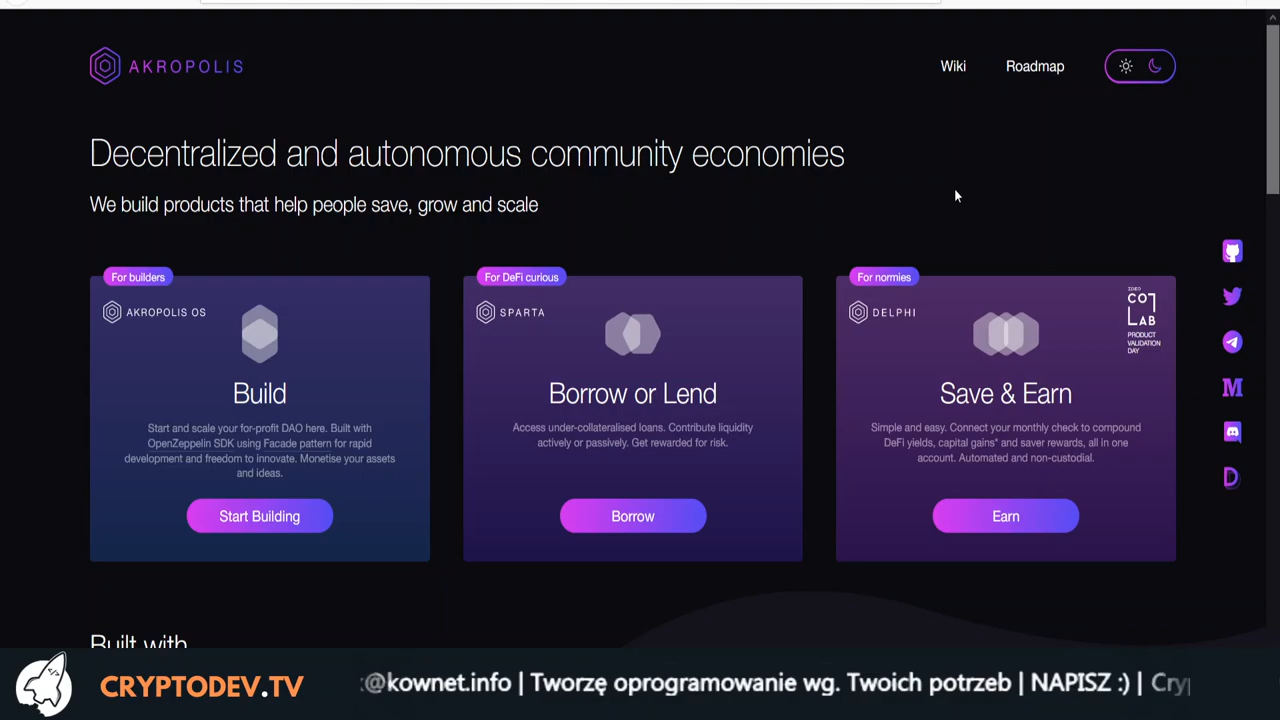 AKROPOLIS
Wiki
Roadmap
Decentralized and autonomous community economies
We build products that help people save, grow and scale
For builders
AKROPOLIS OS
Build
Start and scale your for-profit DAO here. Built with
OpenZeppelin SDK using Facade pattern for rapid
development and freedom to innovate. Monetise your assets
and ideas.
Start Building
For DeFi curious
SPARTA
Borrow or Lend
Access under-collateralised loans. Contribute liquidity
actively or passively. Get rewarded for risk.
Borrow
For normies
DELPHI
CO
LAB
PRODUCT
VALIDATION
DAY
Save & Earn
Simple and easy. Connect your monthly check to compound
DeFi yields, capital gains* and saver rewards, all in one
account. Automated and non-custodial.
Earn
Built with
CRYPTODEV.TV
@kownet.info | Tworzę oprogramowanie wg. Twoich potrzeb | NAPISZ :) | Cry